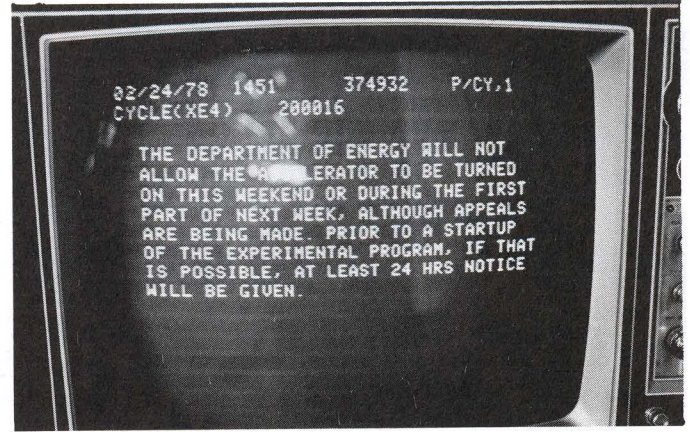 02/24/78 1451 374932 P/CY,1
CYCLE(XE4) 200016
THE DEPARTMENT OF ENERGY WILL NOT
ALLOW THE TO BE TURNED
ON THIS WEEKEND OR DURING THE FIRST
PART OF NEXT WEEK, ALTHOUGH APPEALS
ARE BEING MADE. PRIOR TO A STARTUP
OF THE EXPERIMENTAL PROGRAM, IF THAT
IS POSSIBLE, AT LEAST 24 HRS NOTICE
WILL BE GIVEN.